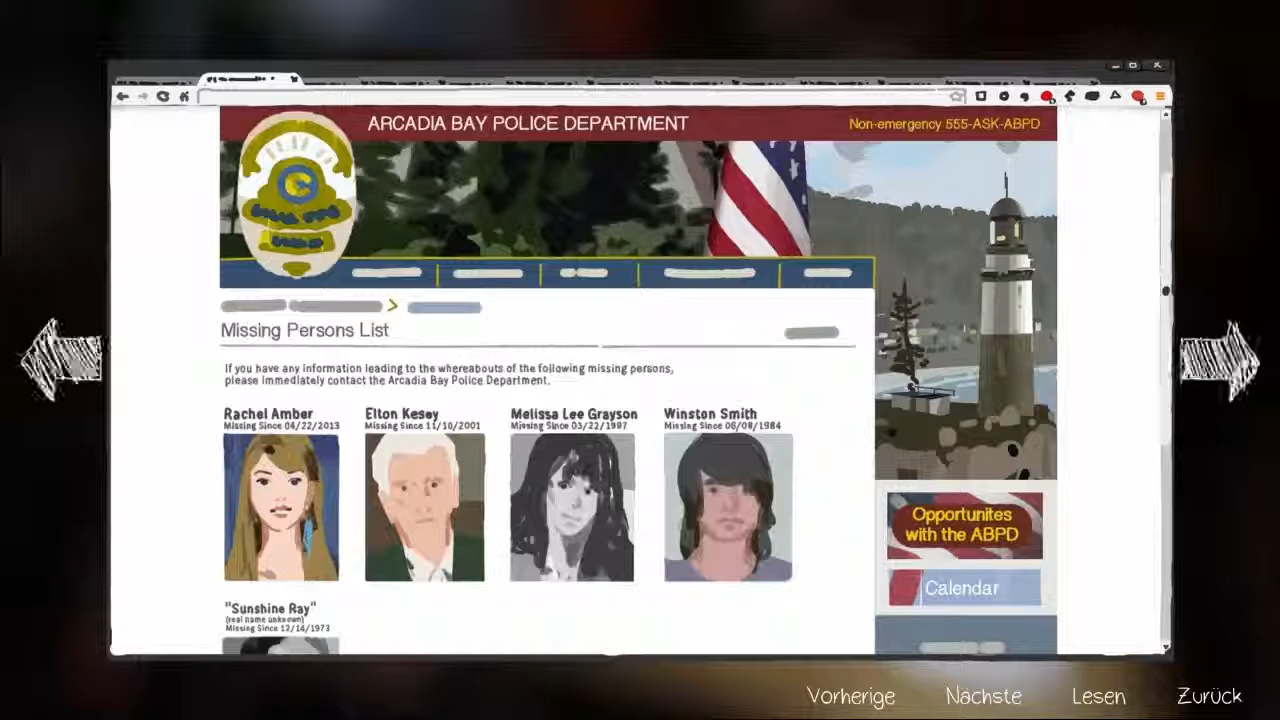 ARCADIA BAY POLICE DEPARTMENT
Non-emergency 555-ASK-ABPD
Missing Persons List
If you have any information leading to the whereabouts of the following missing persons,
please immediately contact the Arcadia Bay Police Department.
Rachel Amber
Missing Since 04/22/2013
Elton Kesey
Missing Since 11/10/2001
Melissa Lee Grayson
Missing Since 03/22/1997
Winston Smith
Missing Since 06/08/1984
"Sunshine Ray"
(real name unknown)
Missing Since 12/14/1973
Opportunites
with the ABPD
Calendar
Vorherige
Nächste
Lesen
Zurück